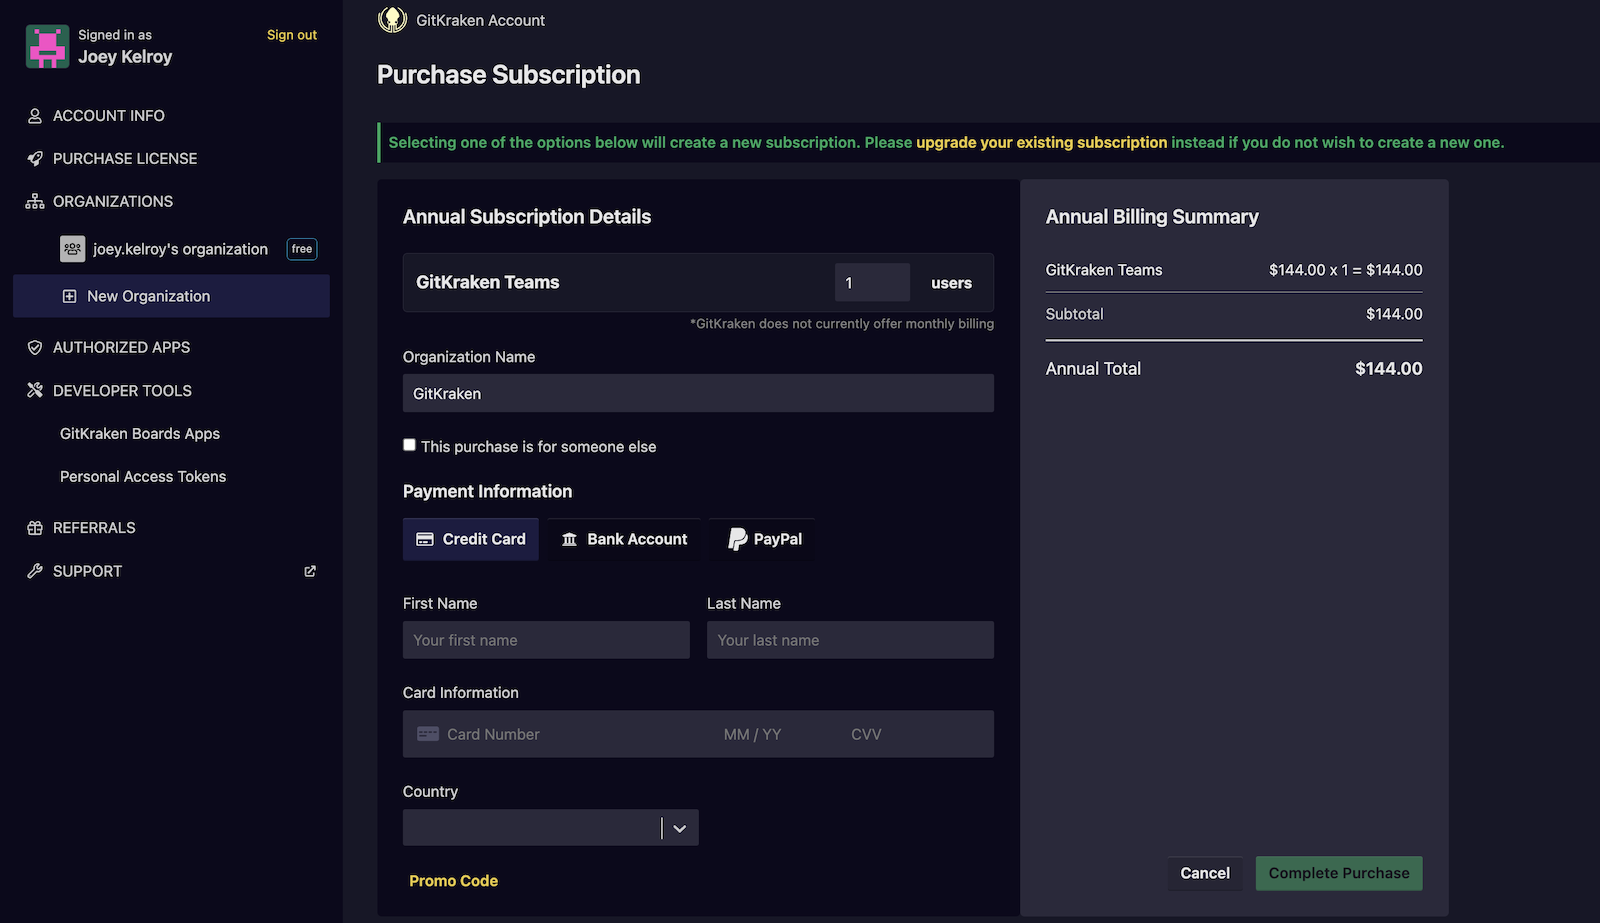 Signed in as
Joey Kelroy
Sign out
ACCOUNT INFO
PURCHASE LICENSE
ORGANIZATIONS
joey.kelroy's organization
free
New Organization
AUTHORIZED APPS
DEVELOPER TOOLS
GitKraken Boards Apps
Personal Access Tokens
REFERRALS
SUPPORT
GitKraken Account
Purchase Subscription
Selecting one of the options below will create a new subscription. Please upgrade your existing subscription instead if you do not wish to create a new one.
Annual Subscription Details
GitKraken Teams
1
users
*GitKraken does not currently offer monthly billing
Organization Name
GitKraken
This purchase is for someone else
Payment Information
Credit Card
Bank Account
PayPal
First Name
Last Name
Your first name
Your last name
Card Information
Card Number
MM / YY
CVV
Country
Promo Code
Annual Billing Summary
GitKraken Teams
$144.00 x 1 = $144.00
Subtotal
$144.00
Annual Total
$144.00
Cancel
Complete Purchase